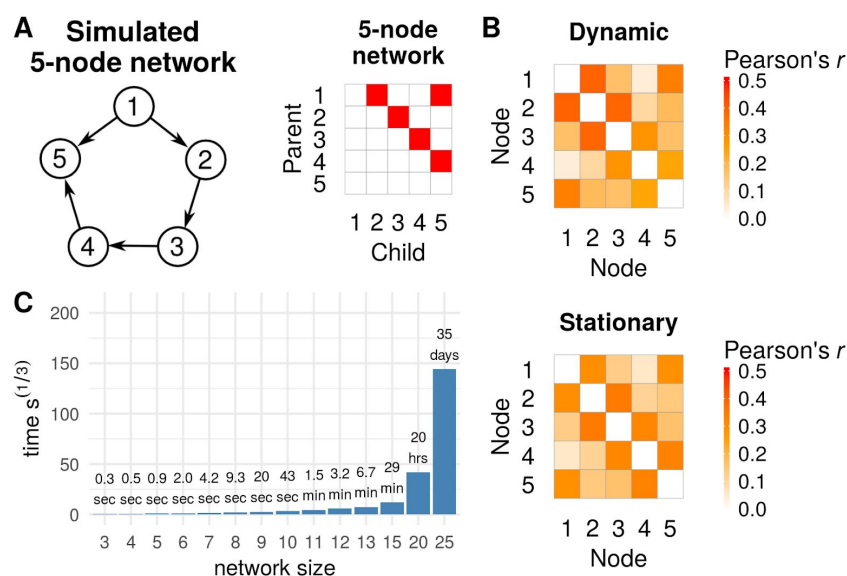 A
Simulated
5-node network
1
5
2
4
3
5-node
network
Parent
1
2
3
4
5
1 2 3 4 5
Child
B
Dynamic
Node
1
2
3
4
5
1 2 3 4 5
Node
Pearson's r
0.5
0.4
0.3
0.2
0.1
0.0
Stationary
Node
1
2
3
4
5
1 2 3 4 5
Node
Pearson's r
0.5
0.4
0.3
0.2
0.1
0.0
C
time s(1/3)
200
150
100
50
0
0.3 sec
0.5 sec
0.9 sec
2.0 sec
4.2 sec
9.3 sec
20 sec
43 sec
1.5 min
3.2 min
6.7 min
29 min
20 hrs
35 days
3 4 5 6 7 8 9 10 11 12 13 15 20 25
network size